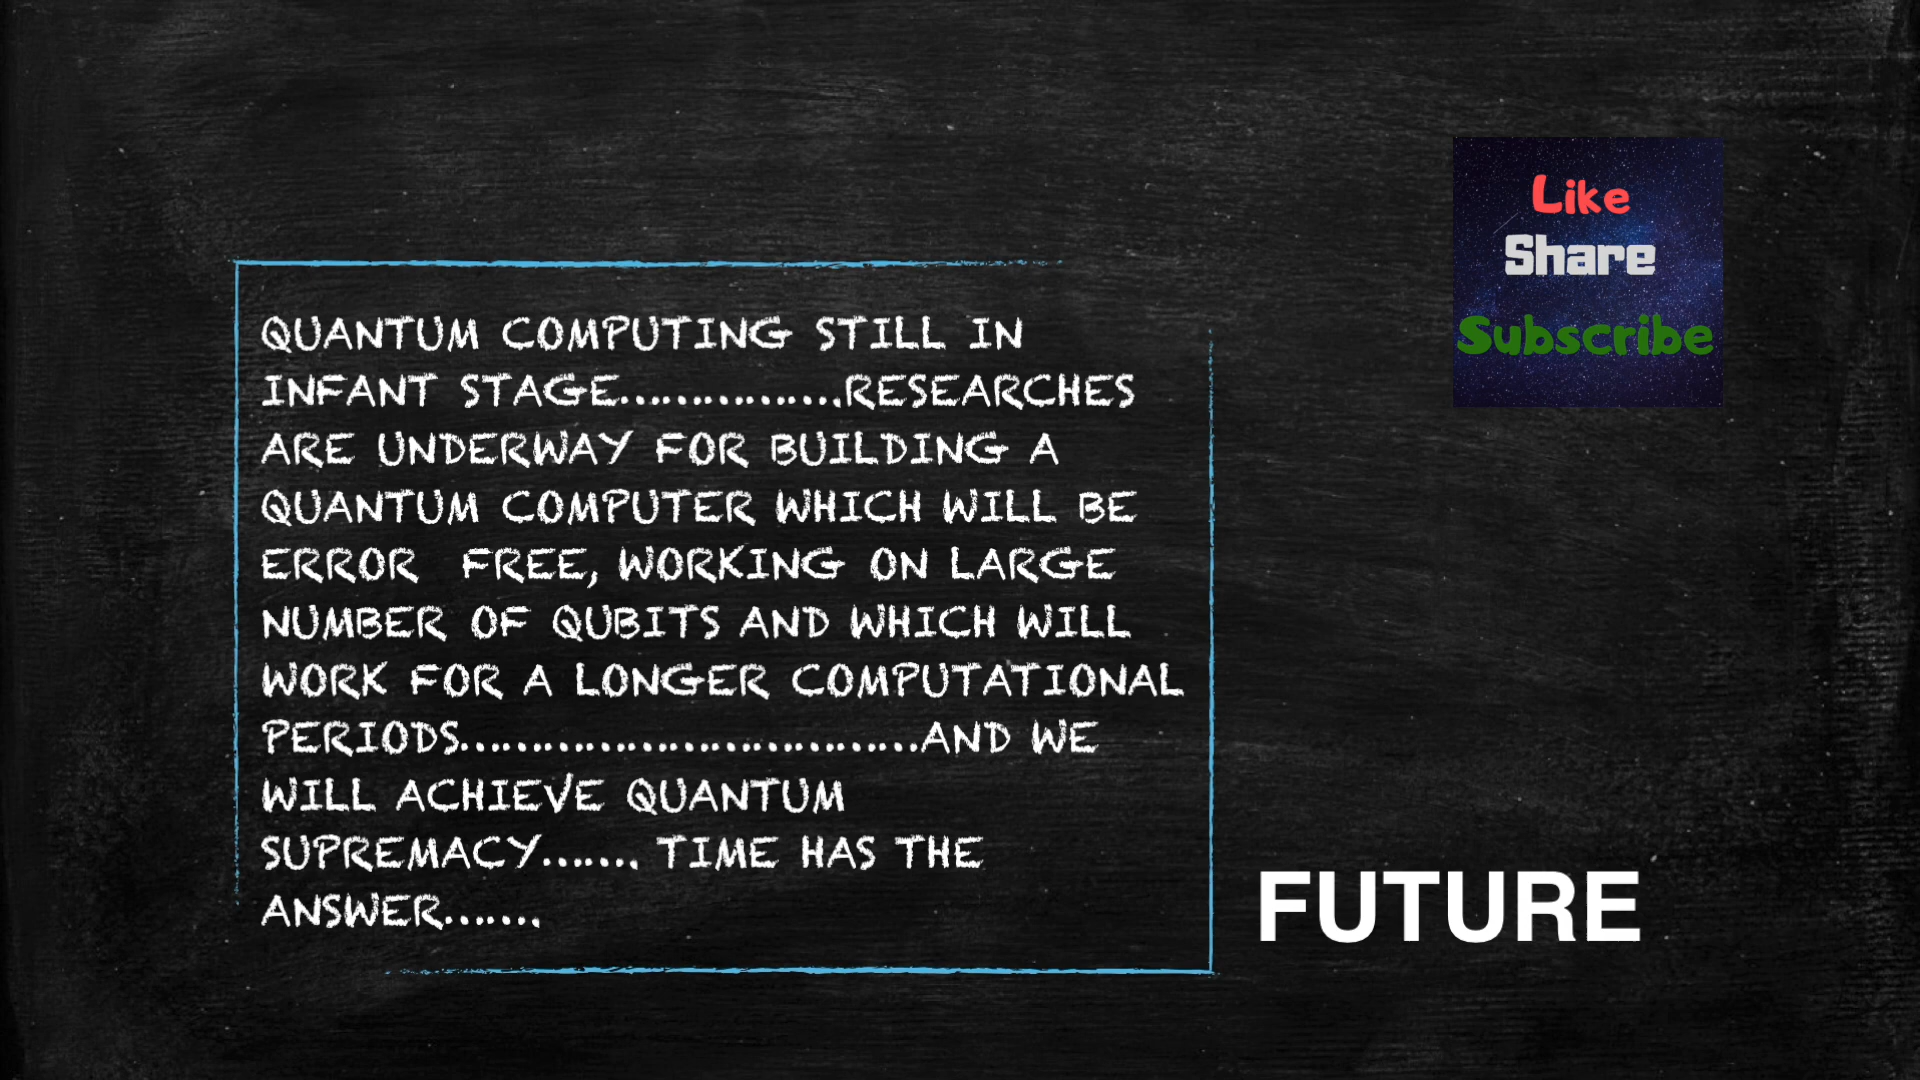 QUANTUM COMPUTING STILL IN
INFANT STAGE................RESEARCHES
ARE UNDERWAY FOR BUILDING A
QUANTUM COMPUTER WHICH WILL BE
ERROR  FREE, WORKING ON LARGE
NUMBER OF QUBITS AND WHICH WILL
WORK FOR A LONGER COMPUTATIONAL
PERIODS.................................AND WE
WILL ACHIEVE QUANTUM
SUPREMACY....... TIME HAS THE
ANSWER.......
FUTURE
Like
Share
Subscribe